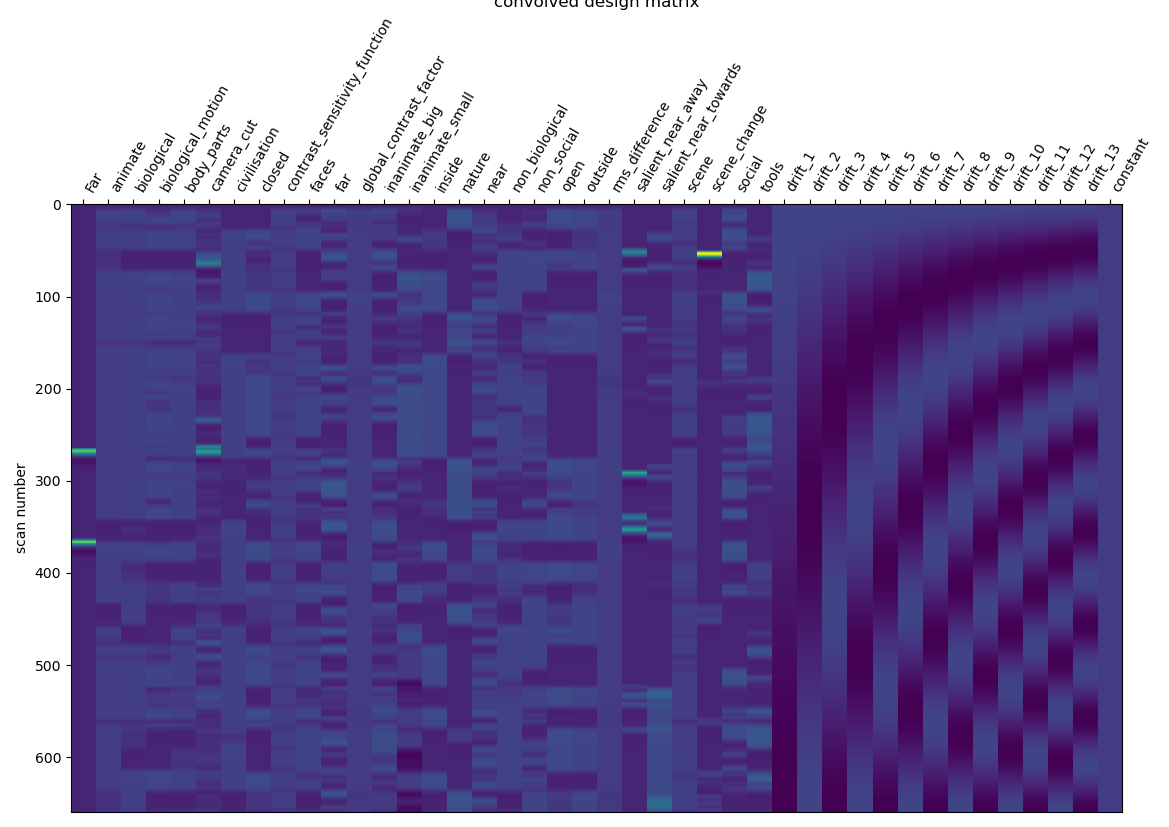 convolved design matrix
Far
animate
biological
biological_motion
body_parts
camera_cut
civilisation
closed
contrast_sensitivity_function
faces
far
global_contrast_factor
inanimate_big
inanimate_small
inside
nature
near
non_biological
non_social
open
outside
rms_difference
salient_near_away
salient_near_towards
scene
scene_change
social
tools
drift_1
drift_2
drift_3
drift_4
drift_5
drift_6
drift_7
drift_8
drift_9
drift_10
drift_11
drift_12
drift_13
constant
scan number
0
100
200
300
400
500
600